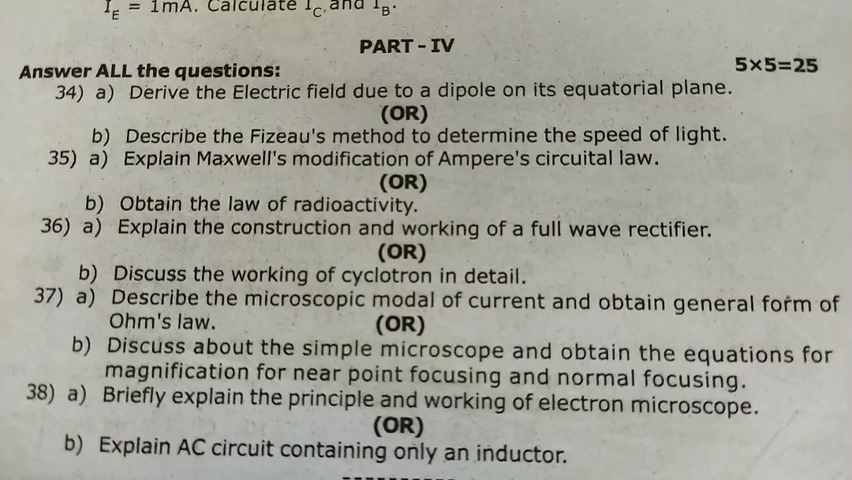 I_E = 1mA. Calculate I_C and I_B.
PART - IV
Answer ALL the questions: 5×5=25
34) a) Derive the Electric field due to a dipole on its equatorial plane.
(OR)
b) Describe the Fizeau's method to determine the speed of light.
35) a) Explain Maxwell's modification of Ampere's circuital law.
(OR)
b) Obtain the law of radioactivity.
36) a) Explain the construction and working of a full wave rectifier.
(OR)
b) Discuss the working of cyclotron in detail.
37) a) Describe the microscopic modal of current and obtain general form of
Ohm's law. (OR)
b) Discuss about the simple microscope and obtain the equations for
magnification for near point focusing and normal focusing.
38) a) Briefly explain the principle and working of electron microscope.
(OR)
b) Explain AC circuit containing only an inductor.